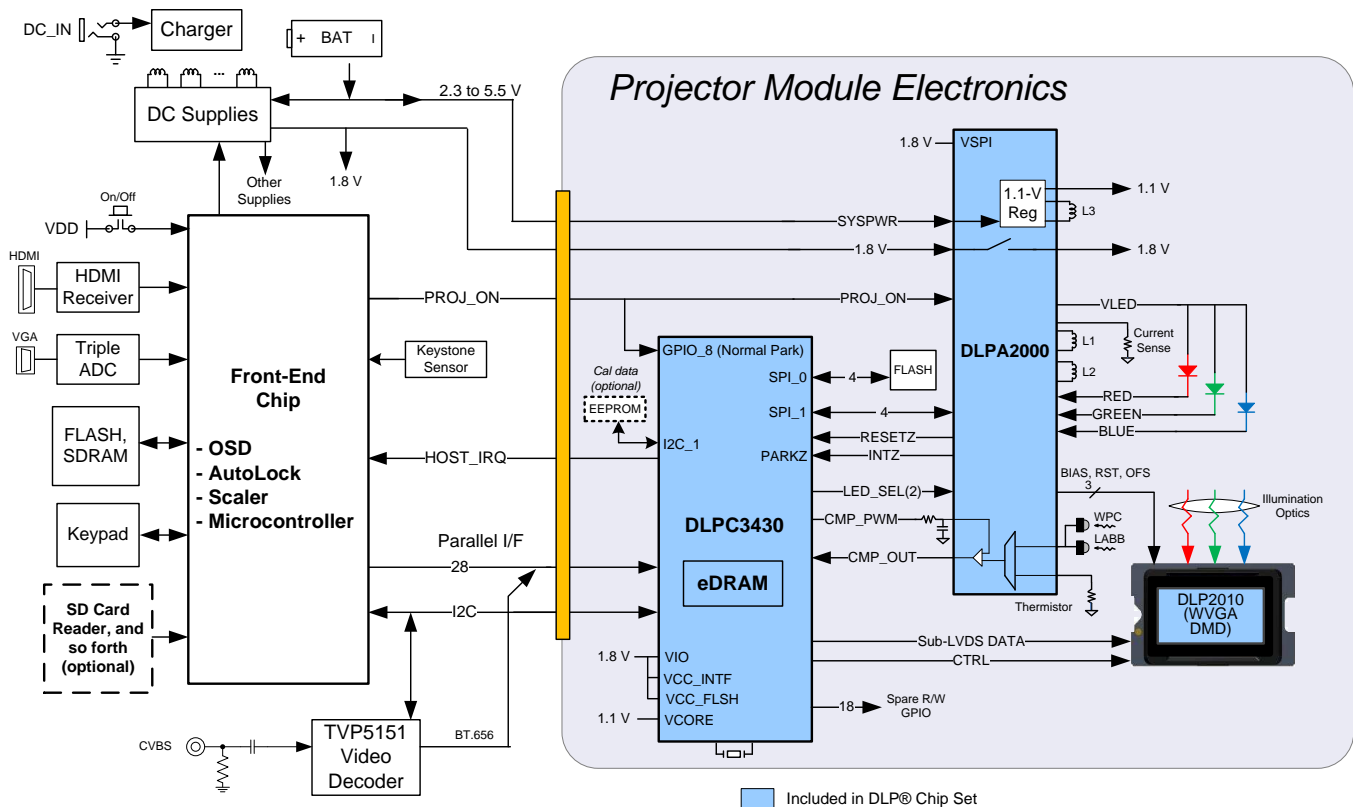 DC_IN
Charger
+ BAT I
Projector Module Electronics
...
DC Supplies
2.3 to 5.5 V
Other
Supplies
1.8 V
1.8 V
VSPI
1.1-V
Reg
1.1 V
L3
On/Off
VDD
SYSPWR
1.8 V
1.8 V
HDMI
HDMI
Receiver
PROJ_ON
PROJ_ON
VLED
Current
Sense
VGA
Triple
ADC
Keystone
Sensor
GPIO_8 (Normal Park)
DLPA2000
L1
L2
Front-End
Chip
- OSD
- AutoLock
- Scaler
- Microcontroller
Cal data
(optional)
EEPROM
SPI_0
4
FLASH
RED
GREEN
BLUE
FLASH,
SDRAM
SPI_1
4
I2C_1
RESETZ
PARKZ
INTZ
HOST_IRQ
BIAS, RST, OFS
3
Illumination
Optics
Keypad
LED_SEL(2)
DLPC3430
CMP_PWM
WPC
LABB
Parallel I/F
28
CMP_OUT
eDRAM
Thermistor
DLP2010
(WVGA
DMD)
SD Card
Reader, and
so forth
(optional)
I2C
Sub-LVDS DATA
CTRL
1.8 V
VIO
VCC_INTF
VCC_FLSH
1.1 V
VCORE
18
Spare R/W
GPIO
CVBS
TVP5151
Video
Decoder
BT.656
Included in DLP® Chip Set